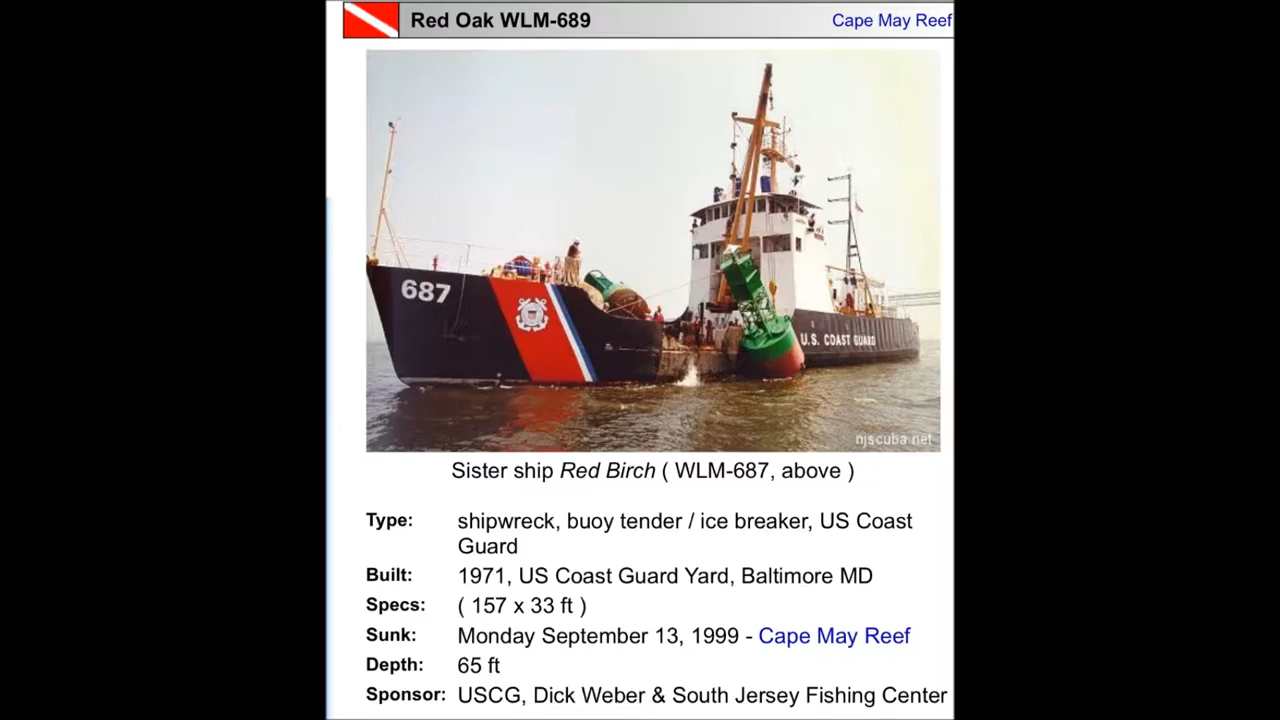 Red Oak WLM-689 Cape May Reef
687
U.S. COAST GUARD
njscuba.net
Sister ship Red Birch ( WLM-687, above )
Type: shipwreck, buoy tender / ice breaker, US Coast
Guard
Built: 1971, US Coast Guard Yard, Baltimore MD
Specs: ( 157 x 33 ft )
Sunk: Monday September 13, 1999 - Cape May Reef
Depth: 65 ft
Sponsor: USCG, Dick Weber & South Jersey Fishing Center